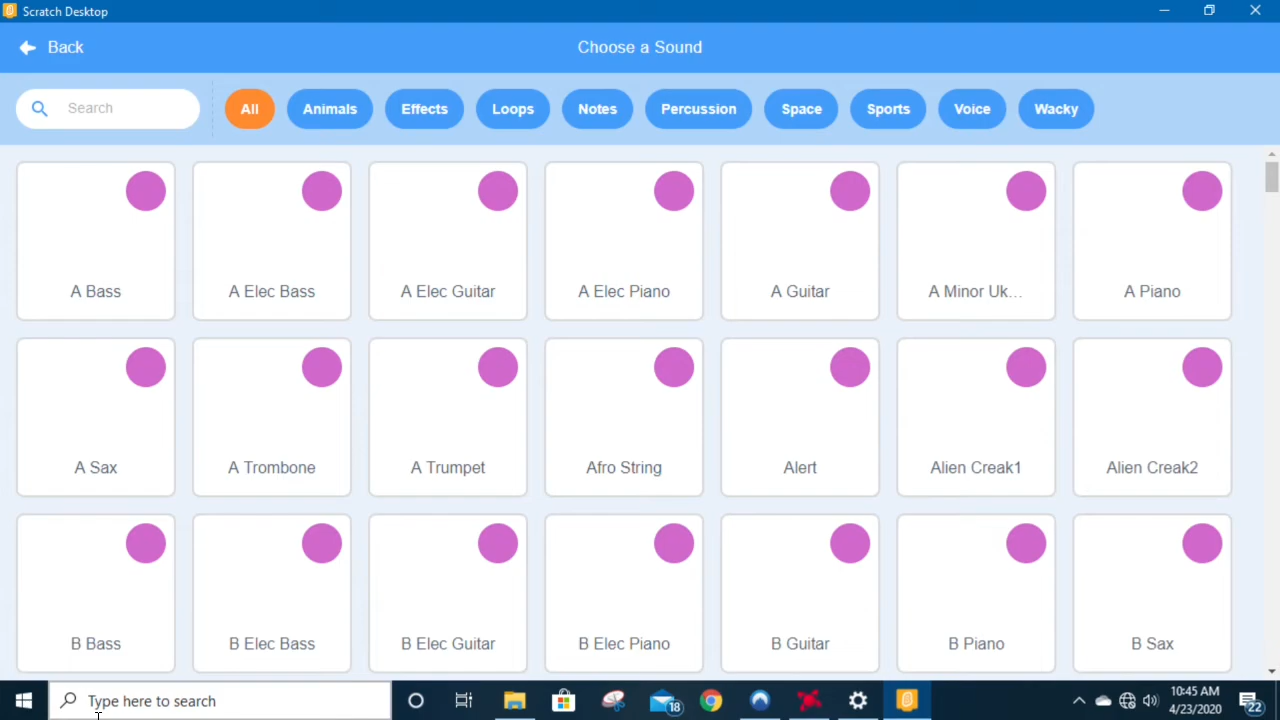 Scratch Desktop
Back
Choose a Sound
Search
All
Animals
Effects
Loops
Notes
Percussion
Space
Sports
Voice
Wacky
A Bass
A Elec Bass
A Elec Guitar
A Elec Piano
A Guitar
A Minor Uk...
A Piano
A Sax
A Trombone
A Trumpet
Afro String
Alert
Alien Creak1
Alien Creak2
B Bass
B Elec Bass
B Elec Guitar
B Elec Piano
B Guitar
B Piano
B Sax
Type here to search
18
10:45 AM
4/23/2020
22